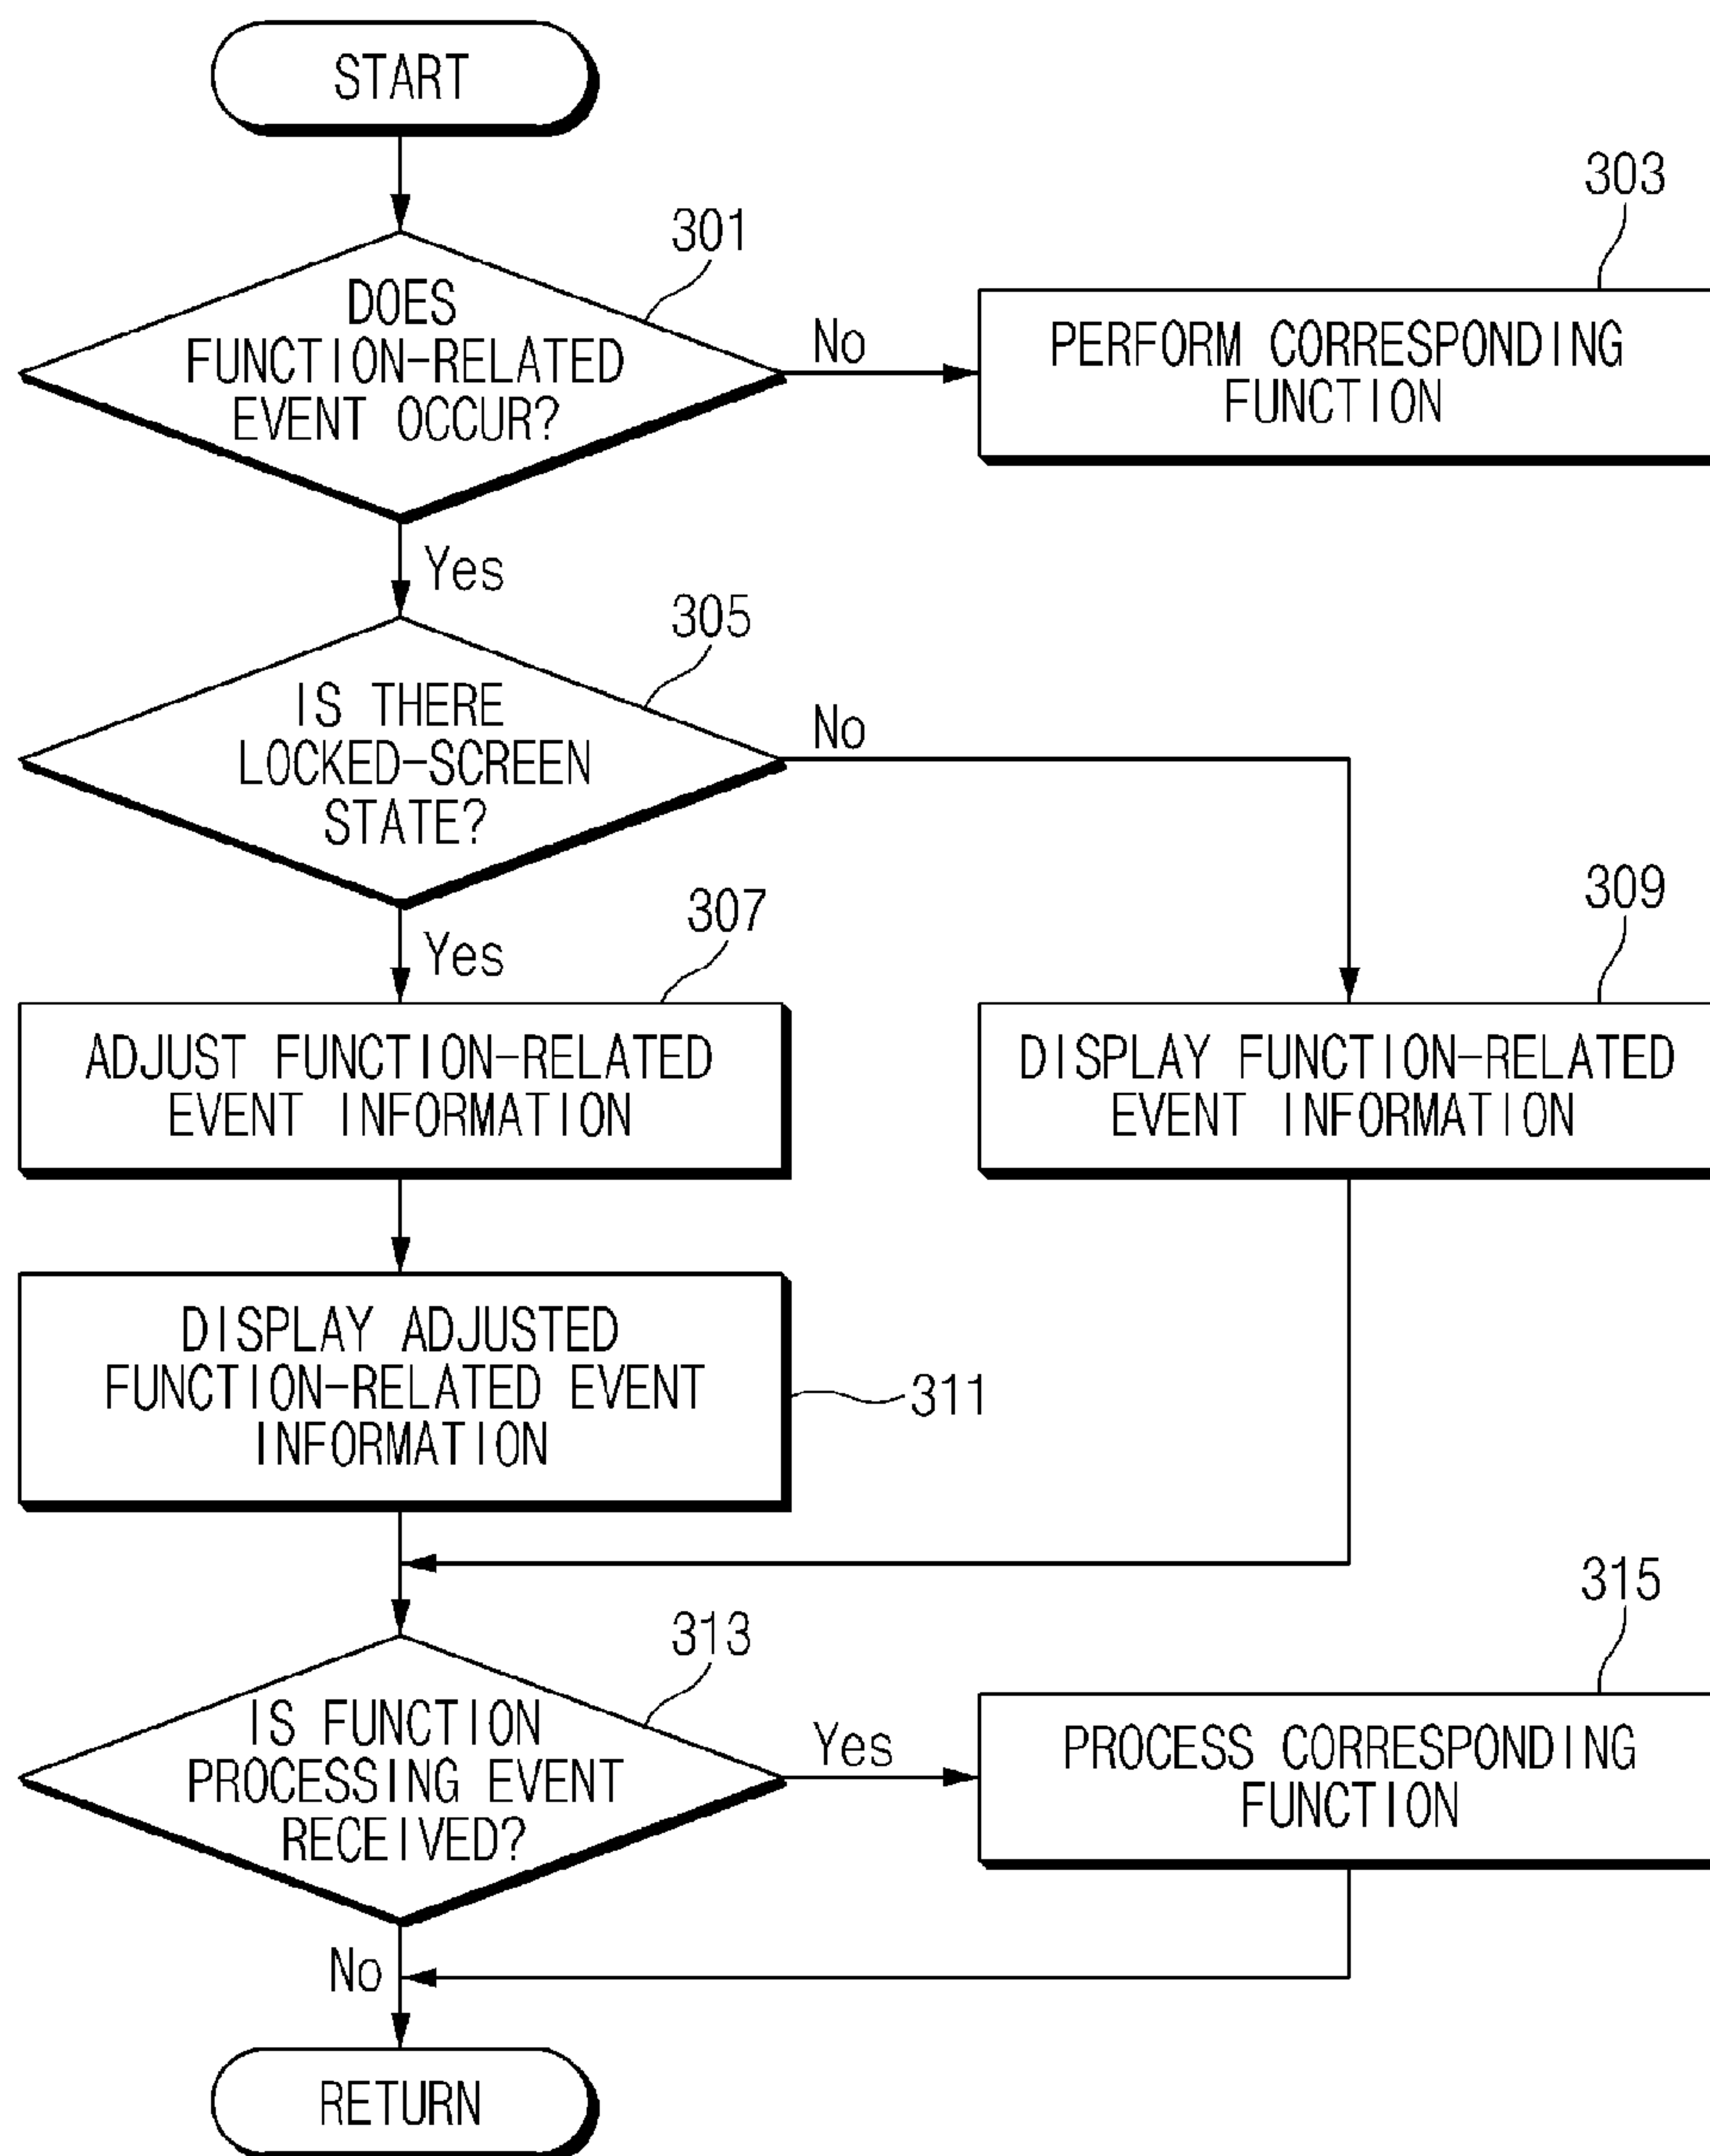 START
301
DOES
FUNCTION-RELATED
EVENT OCCUR?
No
303
PERFORM CORRESPONDING
FUNCTION
Yes
305
IS THERE
LOCKED-SCREEN
STATE?
No
Yes
307
ADJUST FUNCTION-RELATED
EVENT INFORMATION
309
DISPLAY FUNCTION-RELATED
EVENT INFORMATION
DISPLAY ADJUSTED
FUNCTION-RELATED EVENT
INFORMATION
311
313
IS FUNCTION
PROCESSING EVENT
RECEIVED?
Yes
315
PROCESS CORRESPONDING
FUNCTION
No
RETURN